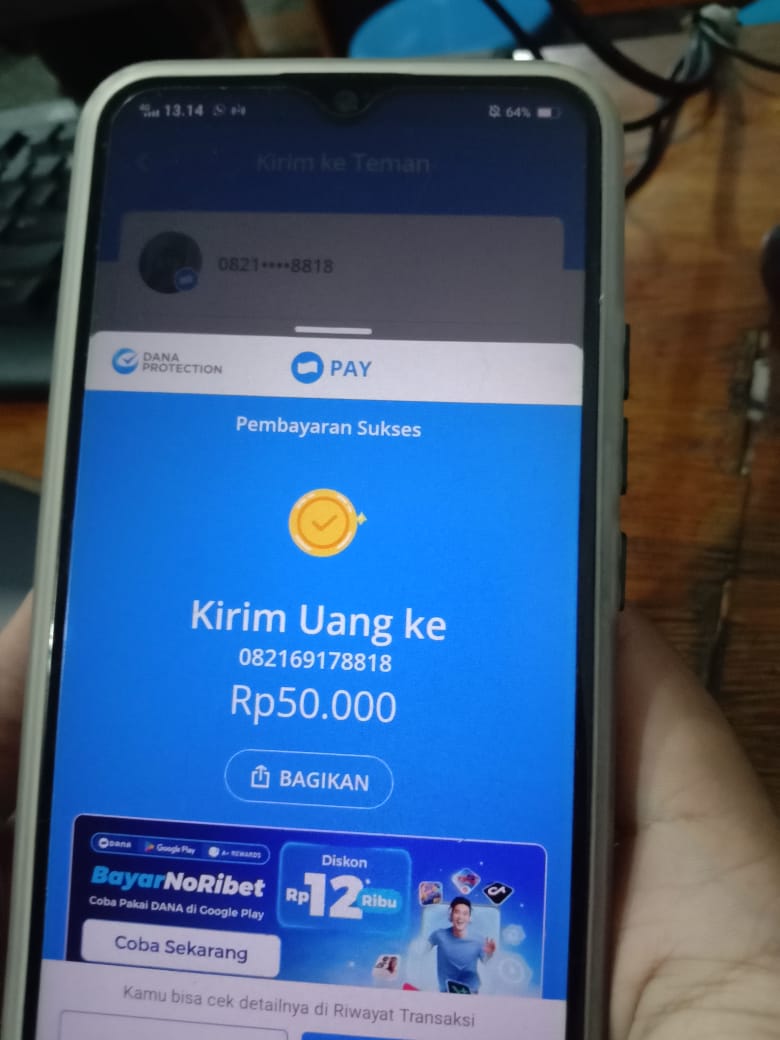 4G 13.14 64%
Kirim ke Teman
0821••••8818
DANA
PROTECTION
PAY
Pembayaran Sukses
Kirim Uang ke
082169178818
Rp50.000
BAGIKAN
DANA Google Play A+ REWARDS
BayarNoRibet
Coba Pakai DANA di Google Play
Coba Sekarang
Diskon
Rp12Ribu
Kamu bisa cek detailnya di Riwayat Transaksi